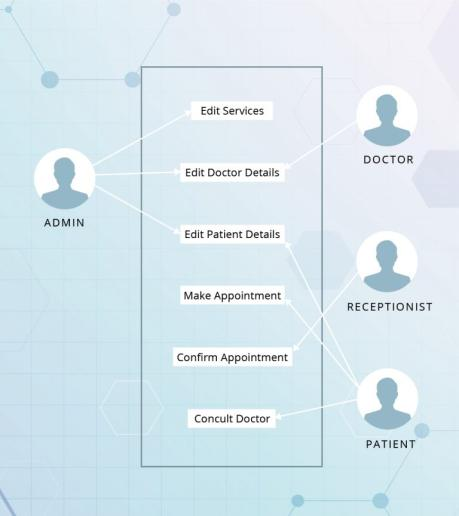 Edit Services
DOCTOR
Edit Doctor Details
ADMIN
Edit Patient Details
Make Appointment
RECEPTIONIST
Confirm Appointment
Concult Doctor
PATIENT